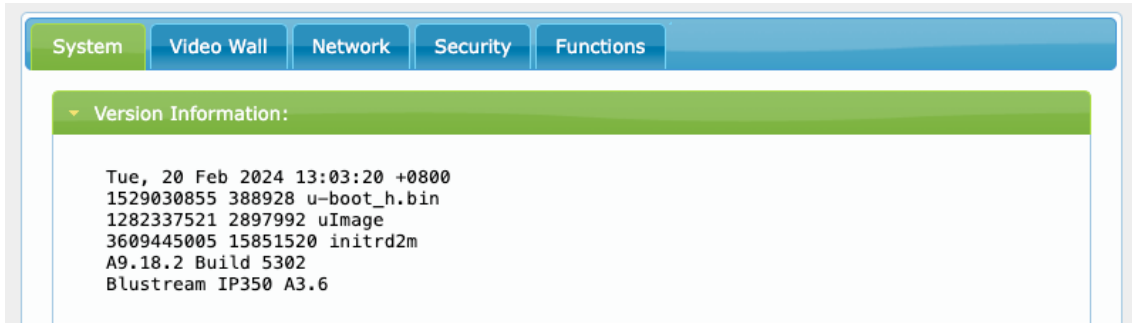 System Video Wall Network Security Functions
Version Information:
Tue, 20 Feb 2024 13:03:20 +0800
1529030855 388928 u-boot_h.bin
1282337521 2897992 uImage
3609445005 15851520 initrd2m
A9.18.2 Build 5302
Blustream IP350 A3.6